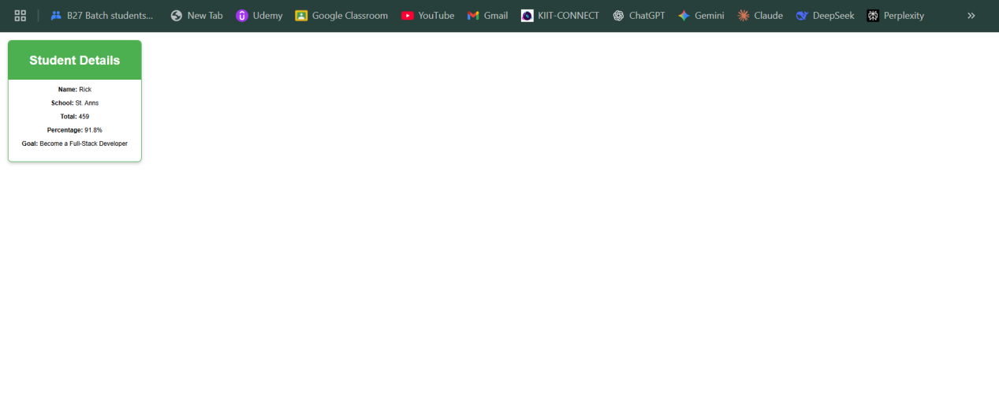 B27 Batch students... New Tab Udemy Google Classroom YouTube Gmail KIIT-CONNECT ChatGPT Gemini Claude DeepSeek Perplexity »
Student Details
Name: Rick
School: St. Anns
Total: 459
Percentage: 91.8%
Goal: Become a Full-Stack Developer